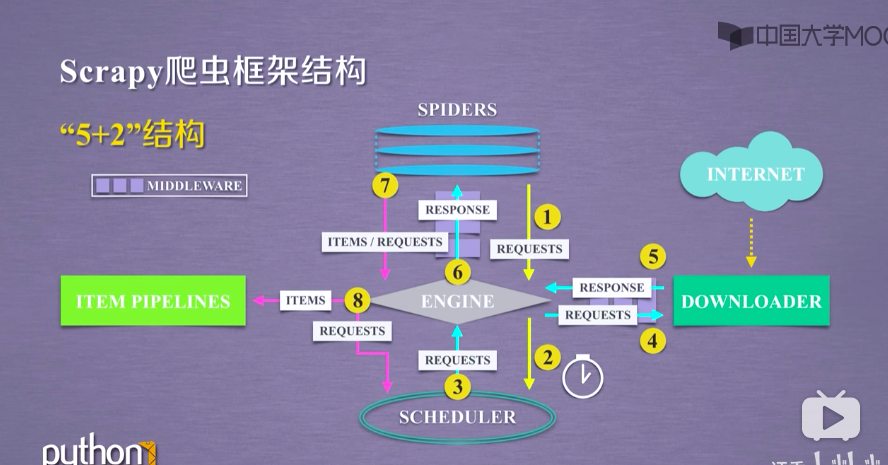 中国大学MOO
Scrapy爬虫框架结构
“5+2”结构
MIDDLEWARE
SPIDERS
INTERNET
7
RESPONSE
1
ITEMS / REQUESTS
REQUESTS
5
6
RESPONSE
ITEM PIPELINES
ITEMS
8
ENGINE
DOWNLOADER
REQUESTS
REQUESTS
4
REQUESTS
2
3
SCHEDULER
python